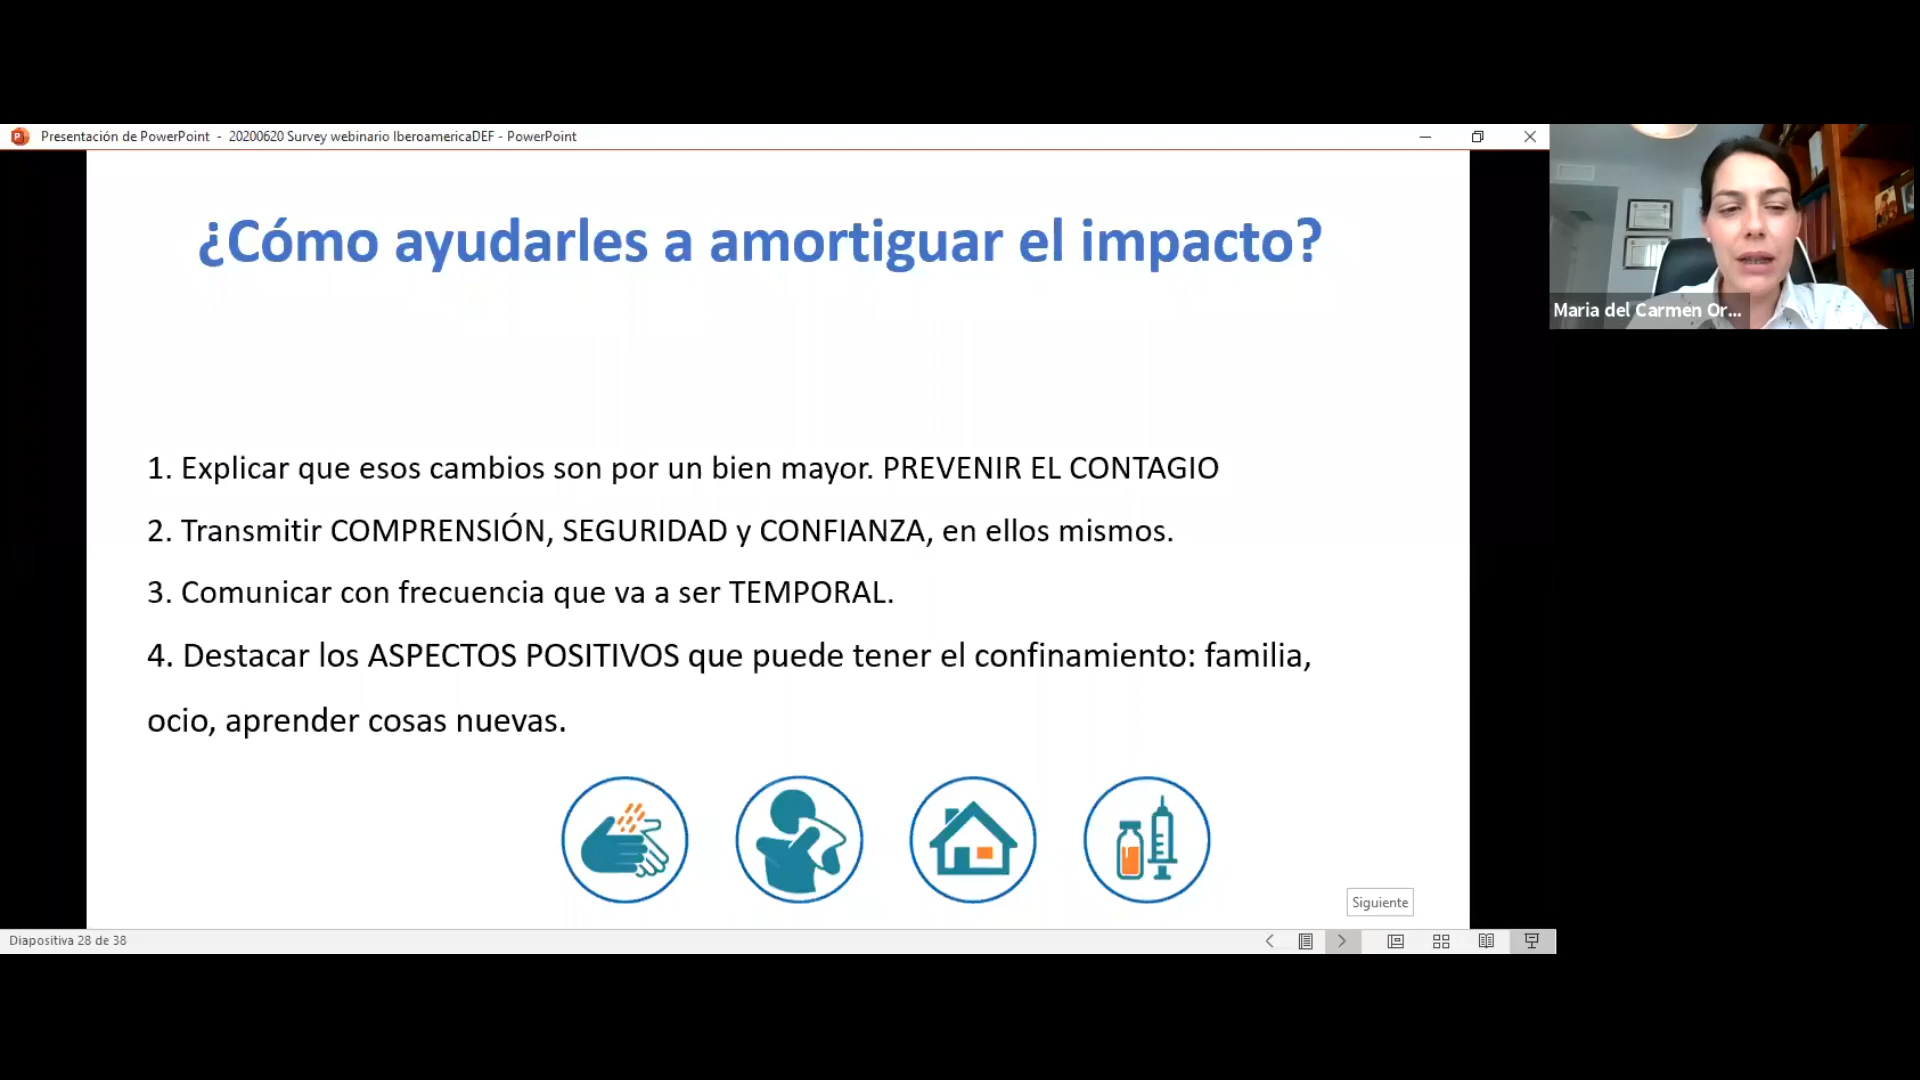 Presentación de PowerPoint - 20200620 Survey webinario IberoamericaDEF - PowerPoint
¿Cómo ayudarles a amortiguar el impacto?
1. Explicar que esos cambios son por un bien mayor. PREVENIR EL CONTAGIO
2. Transmitir COMPRENSIÓN, SEGURIDAD y CONFIANZA, en ellos mismos.
3. Comunicar con frecuencia que va a ser TEMPORAL.
4. Destacar los ASPECTOS POSITIVOS que puede tener el confinamiento: familia,
ocio, aprender cosas nuevas.
Siguiente
Diapositiva 28 de 38
Maria del Carmen Or...